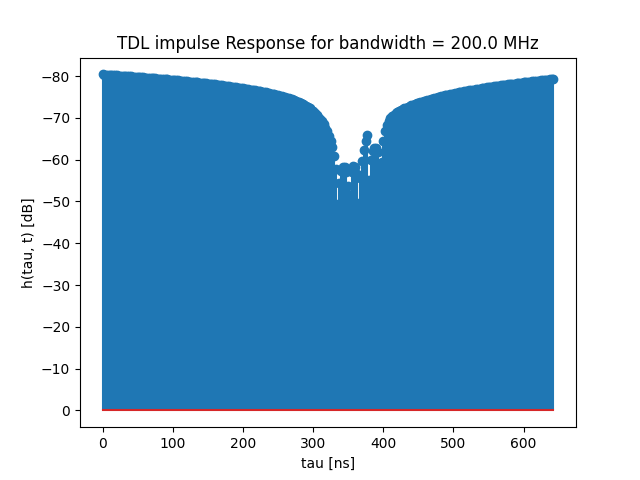 TDL impulse Response for bandwidth = 200.0 MHz
−80
−70
−60
−50
−40
−30
−20
−10
0
h(tau, t) [dB]
0 100 200 300 400 500 600
tau [ns]